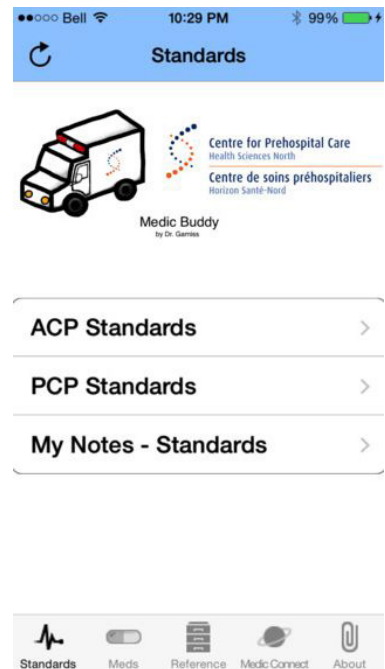 Bell 10:29 PM 99%
Standards
Centre for Prehospital Care
Health Sciences North
Centre de soins préhospitaliers
Horizon Santé-Nord
Medic Buddy
by Dr. Garnies
ACP Standards
PCP Standards
My Notes - Standards
Standards Meds Reference Medic Connect About